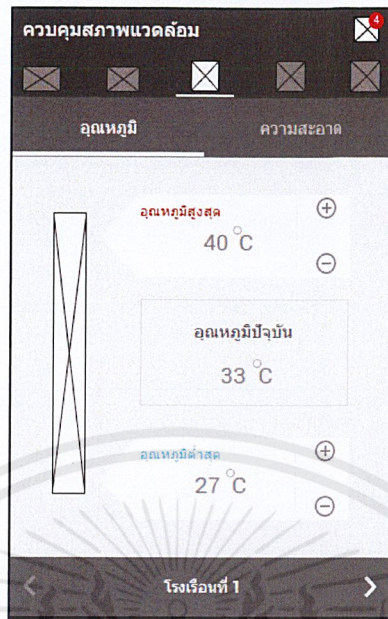 ควบคุมสภาพแวดล้อม
4
อุณหภูมิ
ความสะอาด
อุณหภูมิสูงสุด
40 °C
อุณหภูมิปัจุบัน
33 °C
อุณหภูมิต่ำสุด
27 °C
โรงเรือนที่ 1